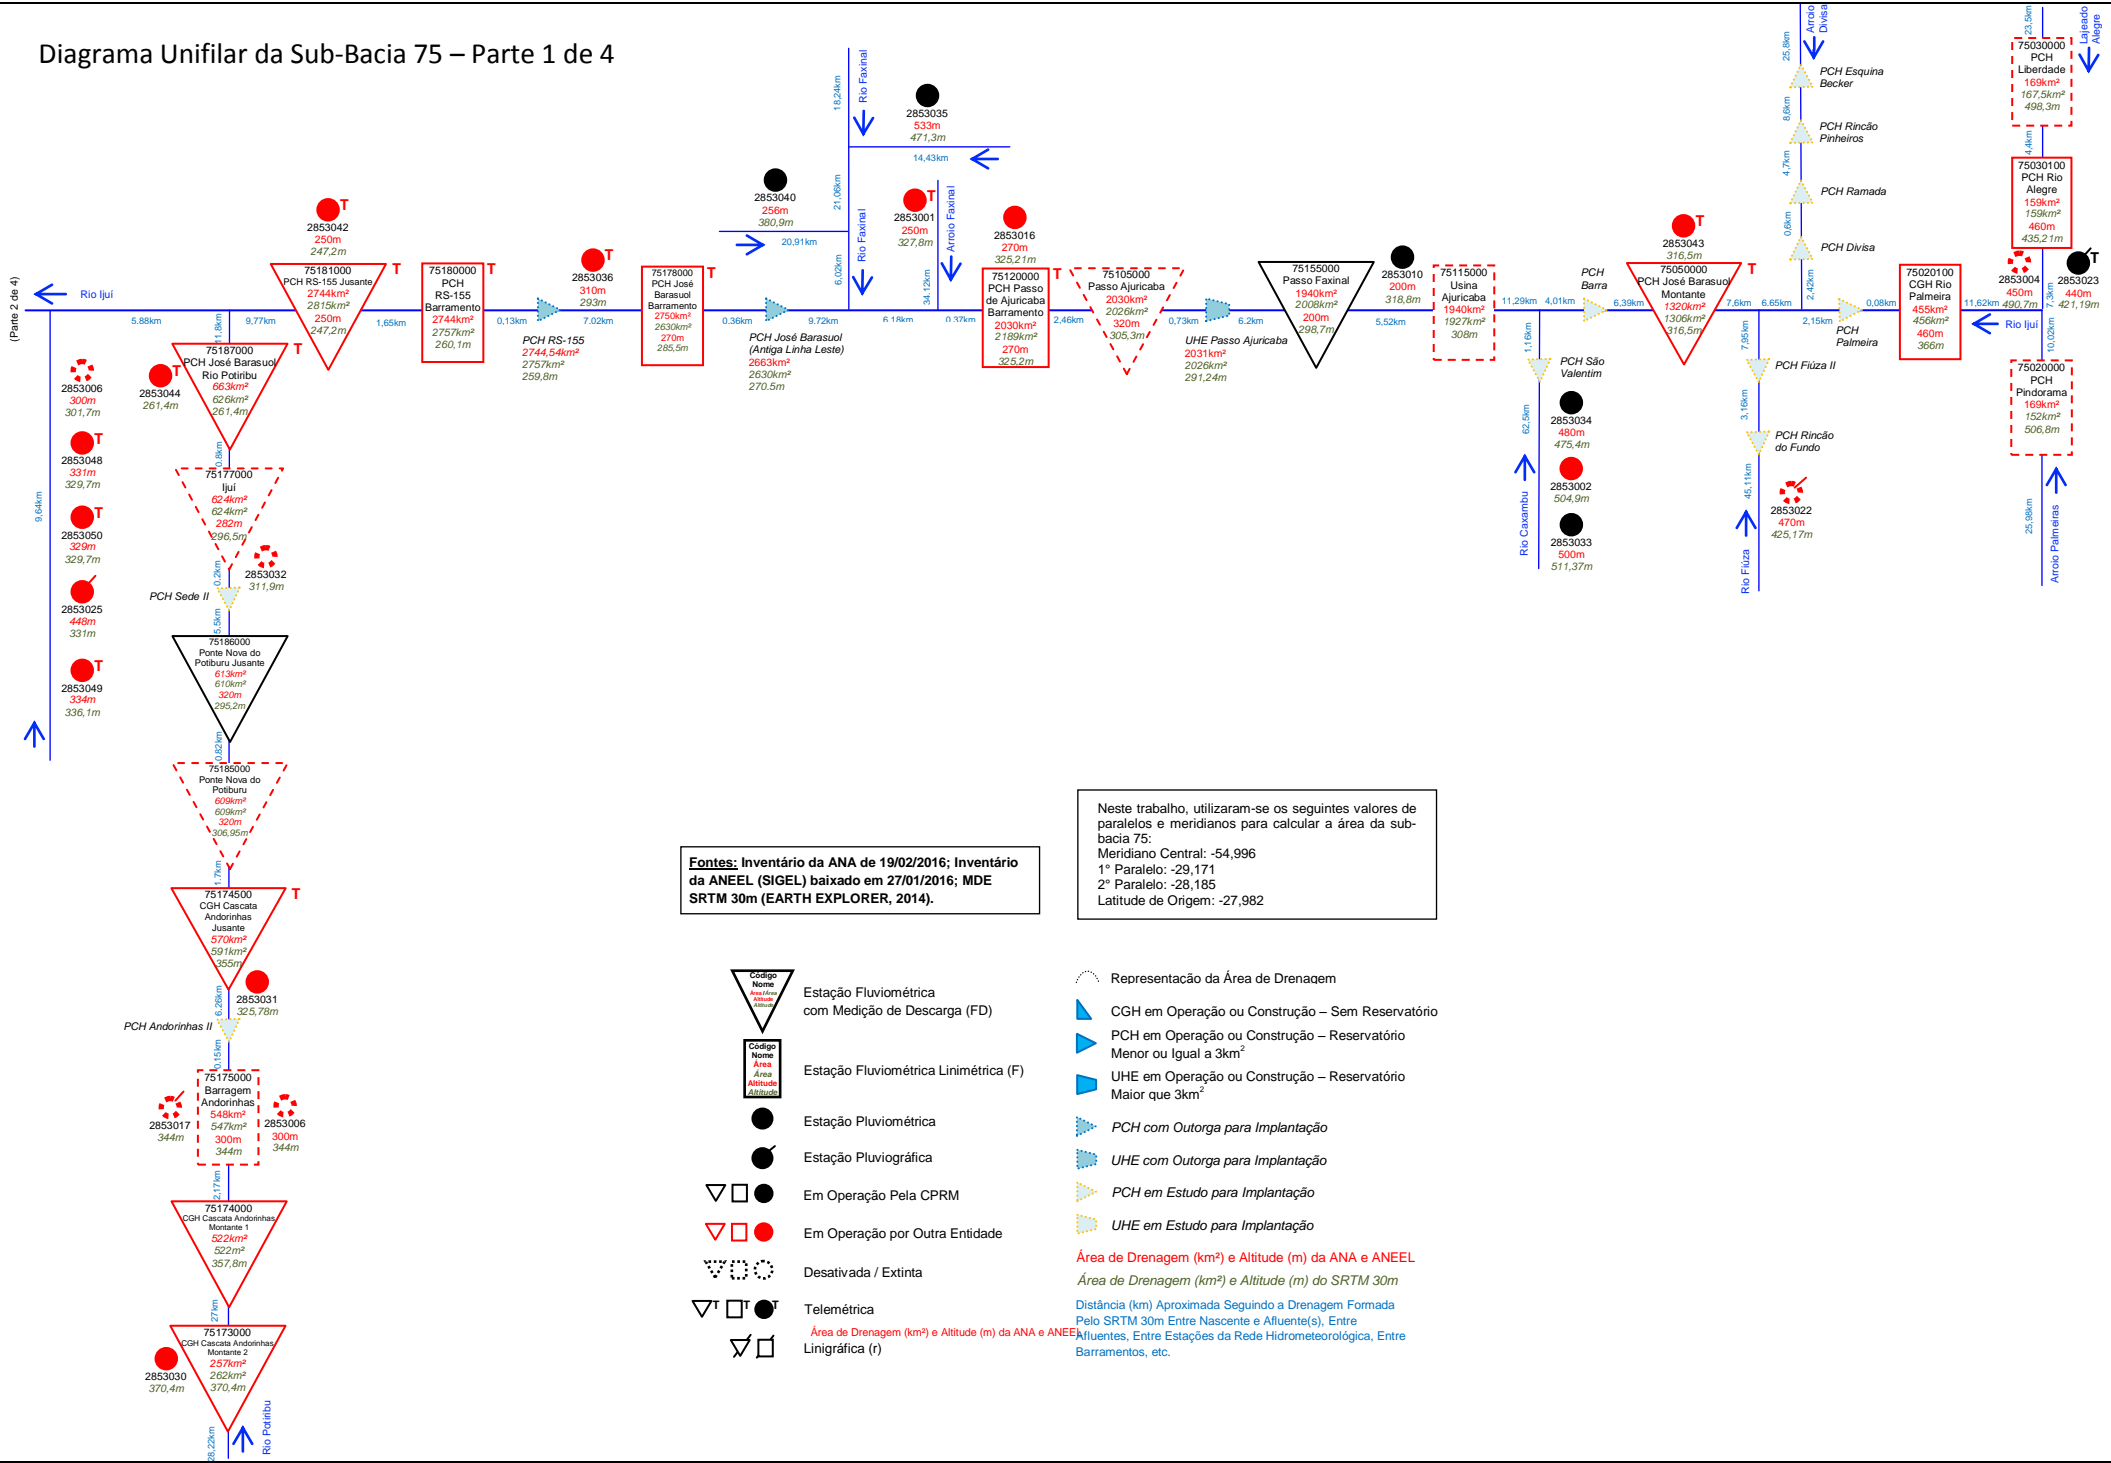 Diagrama Unifilar da Sub-Bacia 75 – Parte 1 de 4
(Parte 2 de 4)
Rio Ijuí
5.88km
9,77km
2853042
250m
247,2m
75181000
PCH RS-155 Jusante
2744km²
2815km²
250m
247,2m
T
T
1,65km
75180000
PCH
RS-155
Barramento
2744km²
2757km²
260,1m
T
0,13km
2853036
310m
293m
T
PCH RS-155
2744,54km²
2757km²
259,8m
7.02km
75178000
PCH José
Barasuol
Barramento
2750km²
2630km²
270m
285,5m
T
0.36km
PCH José Barasuol
(Antiga Linha Leste)
2663km²
2630km²
270.5m
9.72km
2853040
256m
380,9m
20,91km
18,24km
Rio Faxinal
21,06km
Rio Faxinal
6,02km
2853035
533m
471,3m
14,43km
2853001
250m
327,8m
T
Arroio Faxinal
34.12km
6.18km
0.37km
2853016
270m
325,21m
75120000
PCH Passo
de Ajuricaba
Barramento
2030km²
2189km²
270m
325,2m
T
2,46km
75105000
Passo Ajuricaba
2030km²
2026km²
320m
305,3m
0,73km
UHE Passo Ajuricaba
2031km²
2026km²
291,24m
6.2km
75155000
Passo Faxinal
1940km²
2008km²
200m
298,7m
2853010
200m
318,8m
5,52km
75115000
Usina
Ajuricaba
1940km²
1927km²
308m
11,29km
1,16km
PCH São
Valentim
62,5km
Rio Caxambu
2853034
480m
475,4m
2853002
504,9m
2853033
500m
511,37m
4,01km
PCH
Barra
6,39km
2853043
316,5m
T
75050000
PCH José Barasuol
Montante
1320km²
1306km²
316,5m
T
7,6km
7,95km
PCH Fiúza II
3,16km
PCH Rincão
do Fundo
45,11km
Rio Fiúza
2853022
470m
425,17m
6.65km
Arroio
Divisa
25,8km
PCH Esquina
Becker
8,6km
PCH Rincão
Pinheiros
4,7km
PCH Ramada
0,6km
PCH Divisa
2,42km
2,15km
PCH
Palmeira
0,08km
75020100
CGH Rio
Palmeira
455km²
456km²
460m
366m
11,62km
Rio Ijuí
23,5km
Lajeado
Alegre
75030000
PCH
Liberdade
169km²
167,5km²
498,3m
4,4km
75030100
PCH Rio
Alegre
159km²
159km²
460m
435,21m
2853004
450m
490,7m
T
2853023
440m
421,19m
7,3km
10,02km
75020000
PCH
Pindorama
169km²
152km²
506,8m
25,98km
Arroio Palmeiras
9,64km
2853006
300m
301,7m
T
2853048
331m
329,7m
T
2853050
329m
329,7m
2853025
448m
331m
T
2853049
334m
336,1m
11.8km
2853044
261,4m
T
75187000
PCH José Barasuol
Rio Potiribu
663km²
626km²
261,4m
T
0.8km
75177000
Ijuí
624km²
624km²
282m
296,5m
2853032
311,9m
0.2km
PCH Sede II
5.5km
75186000
Ponte Nova do
Potiburu Jusante
613km²
610km²
320m
295,2m
0.82km
75185000
Ponte Nova do
Potiburu
609km²
609km²
320m
306,95m
1.7km
75174500
CGH Cascata
Andorinhas
Jusante
570km²
591km²
355m
T
2853031
325,78m
6,26km
PCH Andorinhas II
0.15km
75175000
Barragem
Andorinhas
548km²
547km²
300m
344m
2853017
344m
2853006
300m
344m
2,17km
75174000
CGH Cascata Andorinhas
Montante 1
522km²
522m²
357,8m
27km
75173000
CGH Cascata Andorinhas
Montante 2
257km²
262km²
370,4m
2853030
370,4m
28,22km
Rio Potiribu
Fontes: Inventário da ANA de 19/02/2016; Inventário
da ANEEL (SIGEL) baixado em 27/01/2016; MDE
SRTM 30m (EARTH EXPLORER, 2014).
Neste trabalho, utilizaram-se os seguintes valores de
paralelos e meridianos para calcular a área da sub-
bacia 75:
Meridiano Central: -54,996
1° Paralelo: -29,171
2° Paralelo: -28,185
Latitude de Origem: -27,982
Código
Nome
Área /Área
Altitude
Altitude
Estação Fluviométrica
com Medição de Descarga (FD)
Código
Nome
Área
Área
Altitude
Altitude
Estação Fluviométrica Linimétrica (F)
Estação Pluviométrica
Estação Pluviográfica
Em Operação Pela CPRM
Em Operação por Outra Entidade
Desativada / Extinta
T T T
Telemétrica
Área de Drenagem (km²) e Altitude (m) da ANA e ANEEL
Linigráfica (r)
Representação da Área de Drenagem
CGH em Operação ou Construção – Sem Reservatório
PCH em Operação ou Construção – Reservatório
Menor ou Igual a 3km²
UHE em Operação ou Construção – Reservatório
Maior que 3km²
PCH com Outorga para Implantação
UHE com Outorga para Implantação
PCH em Estudo para Implantação
UHE em Estudo para Implantação
Área de Drenagem (km²) e Altitude (m) da ANA e ANEEL
Área de Drenagem (km²) e Altitude (m) do SRTM 30m
Distância (km) Aproximada Seguindo a Drenagem Formada
Pelo SRTM 30m Entre Nascente e Afluente(s), Entre
Afluentes, Entre Estações da Rede Hidrometeorológica, Entre
Barramentos, etc.